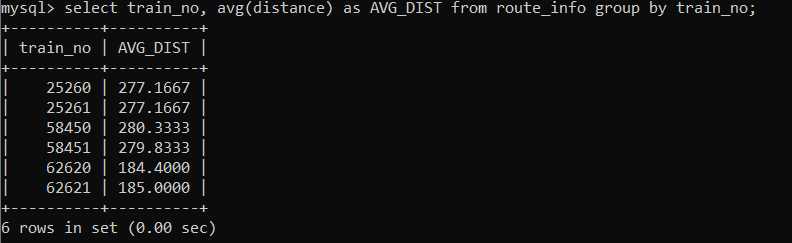 mysql> select train_no, avg(distance) as AVG_DIST from route_info group by train_no;
+----------+----------+
| train_no | AVG_DIST |
+----------+----------+
|    25260 | 277.1667 |
|    25261 | 277.1667 |
|    58450 | 280.3333 |
|    58451 | 279.8333 |
|    62620 | 184.4000 |
|    62621 | 185.0000 |
+----------+----------+
6 rows in set (0.00 sec)